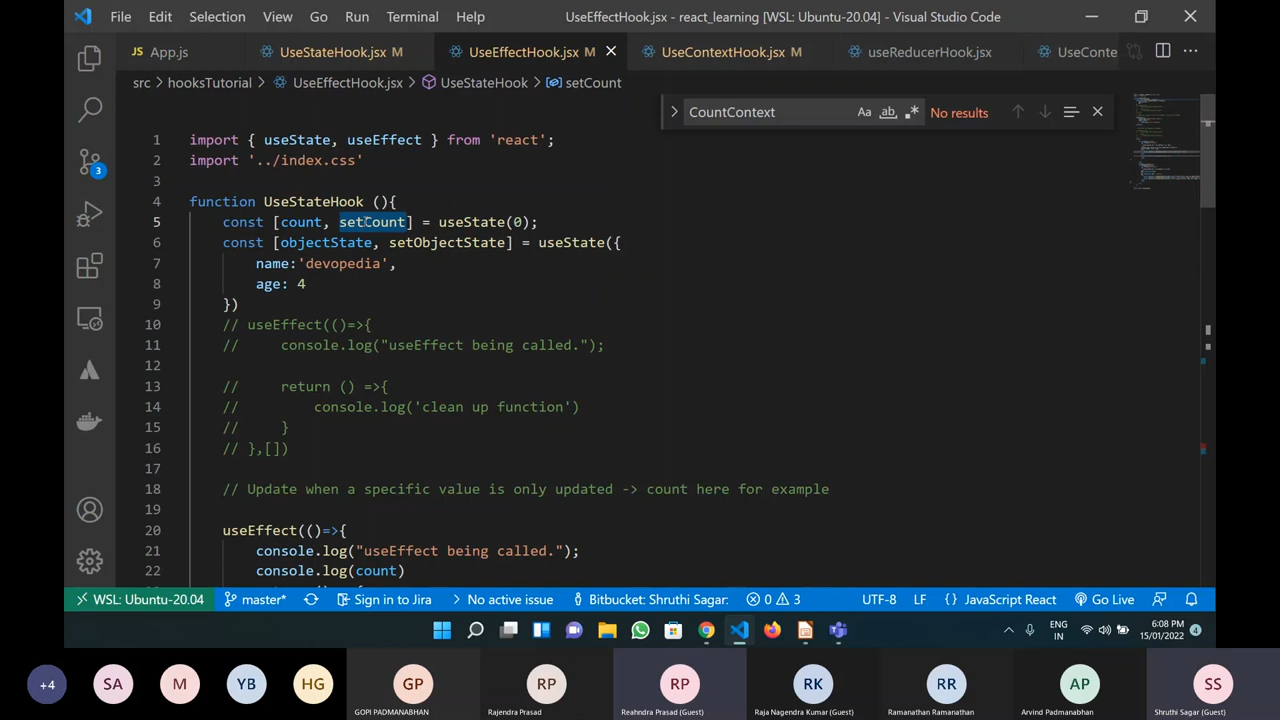 File Edit Selection View Go Run Terminal Help UseEffectHook.jsx - react_learning [WSL: Ubuntu-20.04] - Visual Studio Code
JS App.js UseStateHook.jsx M UseEffectHook.jsx M UseContextHook.jsx M useReducerHook.jsx UseConte
src > hooksTutorial > UseEffectHook.jsx > UseStateHook > setCount
CountContext Aa ab No results
1 import { useState, useEffect } from 'react';
2 import '../index.css'
3
4 function UseStateHook (){
5 const [count, setCount] = useState(0);
6 const [objectState, setObjectState] = useState({
7 name:'devopedia',
8 age: 4
9 })
10 // useEffect(()=>{
11 // console.log("useEffect being called.");
12
13 // return () =>{
14 // console.log('clean up function')
15 // }
16 // },[])
17
18 // Update when a specific value is only updated -> count here for example
19
20 useEffect(()=>{
21 console.log("useEffect being called.");
22 console.log(count)
3
WSL: Ubuntu-20.04 master* Sign in to Jira No active issue Bitbucket: Shruthi Sagar: 0 3 UTF-8 LF {} JavaScript React Go Live
ENG
IN
6:08 PM
15/01/2022
4
+4 SA M YB HG GP RP RP RK RR AP SS
GOPI PADMANABHAN Rajendra Prasad Reahndra Prasad (Guest) Raja Nagendra Kumar (Guest) Ramanathan Ramanathan Arvind Padmanabhan Shruthi Sagar (Guest)